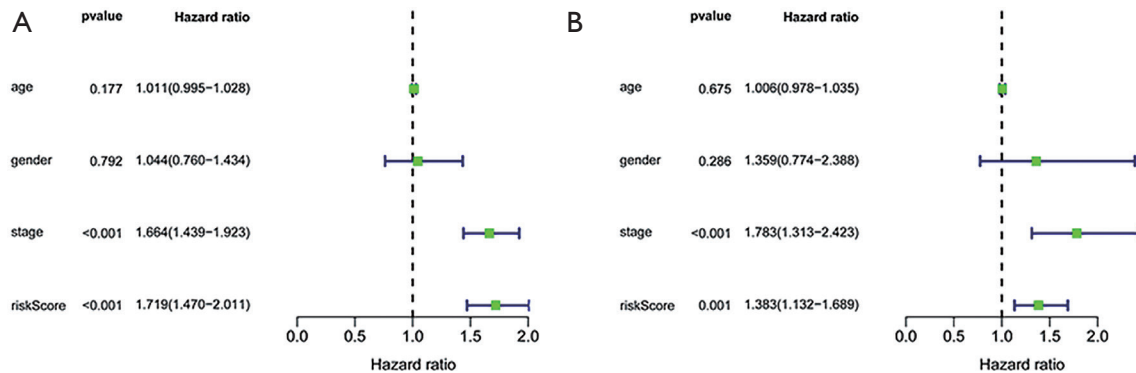 A
pvalue Hazard ratio
age 0.177 1.011(0.995−1.028)
gender 0.792 1.044(0.760−1.434)
stage <0.001 1.664(1.439−1.923)
riskScore <0.001 1.719(1.470−2.011)
0.0 0.5 1.0 1.5 2.0
Hazard ratio
B
pvalue Hazard ratio
age 0.675 1.006(0.978−1.035)
gender 0.286 1.359(0.774−2.388)
stage <0.001 1.783(1.313−2.423)
riskScore 0.001 1.383(1.132−1.689)
0.0 0.5 1.0 1.5 2.0
Hazard ratio